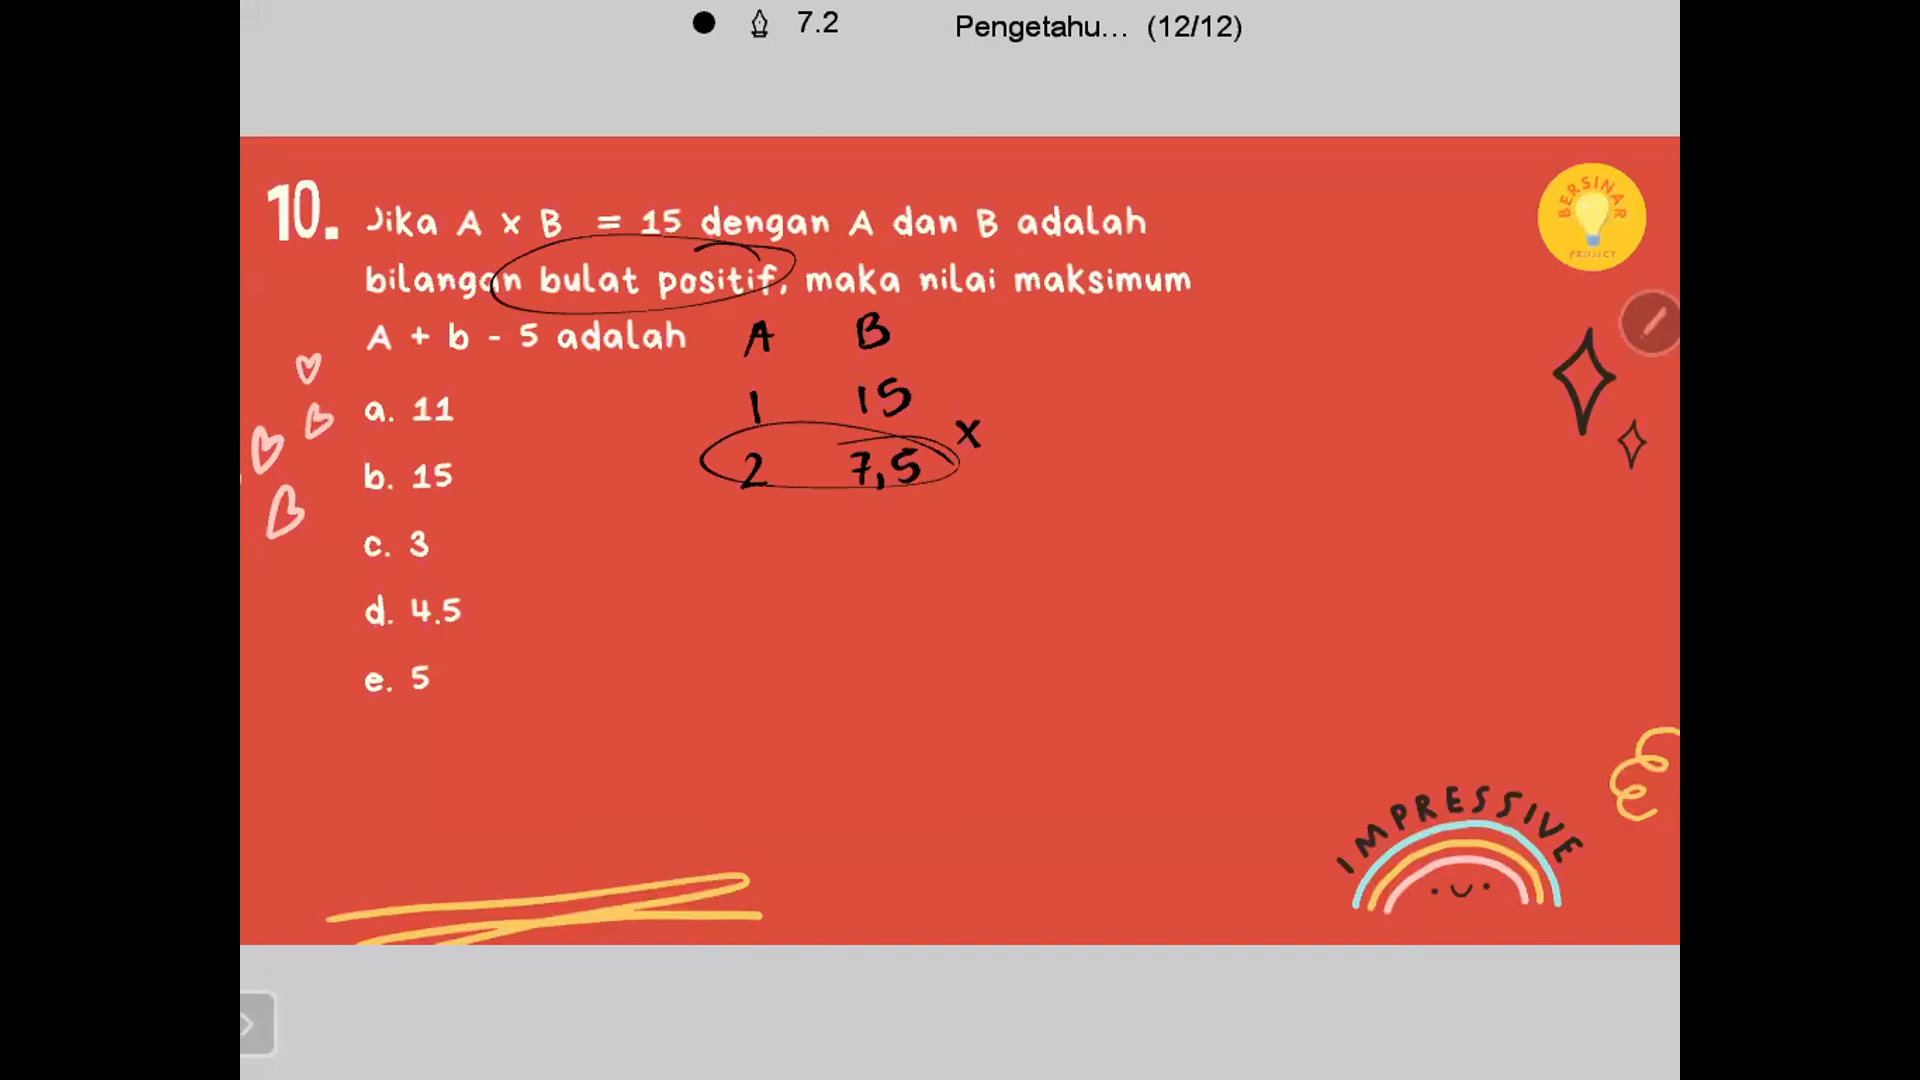 7.2 Pengetahu... (12/12)
10. Jika A x B = 15 dengan A dan B adalah
bilangan bulat positif, maka nilai maksimum
A + b - 5 adalah
A B
a. 11
1 15
x
b. 15
2 7,5
c. 3
d. 4.5
e. 5
BERSINAR
PROJECT
IMPRESSIVE